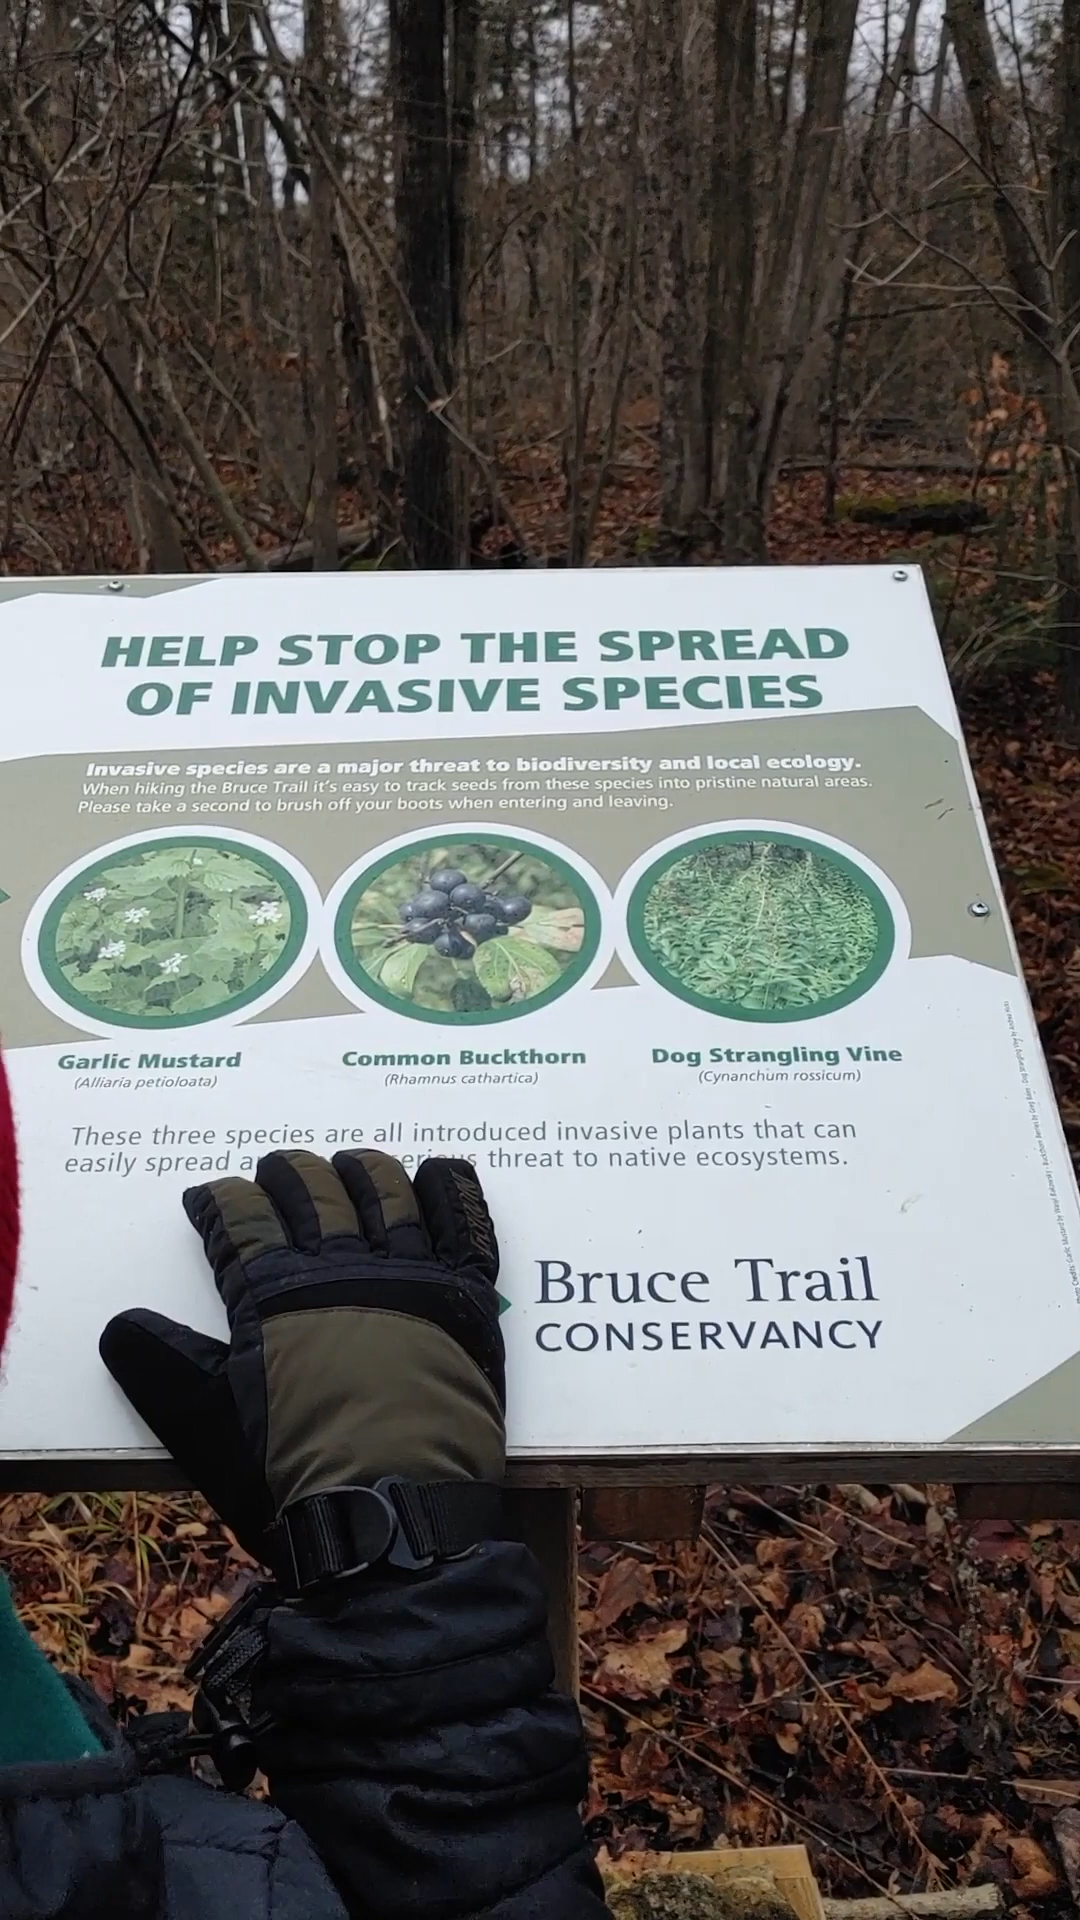 HELP STOP THE SPREAD
OF INVASIVE SPECIES
Invasive species are a major threat to biodiversity and local ecology.
When hiking the Bruce Trail it's easy to track seeds from these species into pristine natural areas.
Please take a second to brush off your boots when entering and leaving.
Garlic Mustard
(Alliaria petioloata)
Common Buckthorn
(Rhamnus cathartica)
Dog Strangling Vine
(Cynanchum rossicum)
These three species are all introduced invasive plants that can
easily spread serious threat to native ecosystems.
Bruce Trail
CONSERVANCY